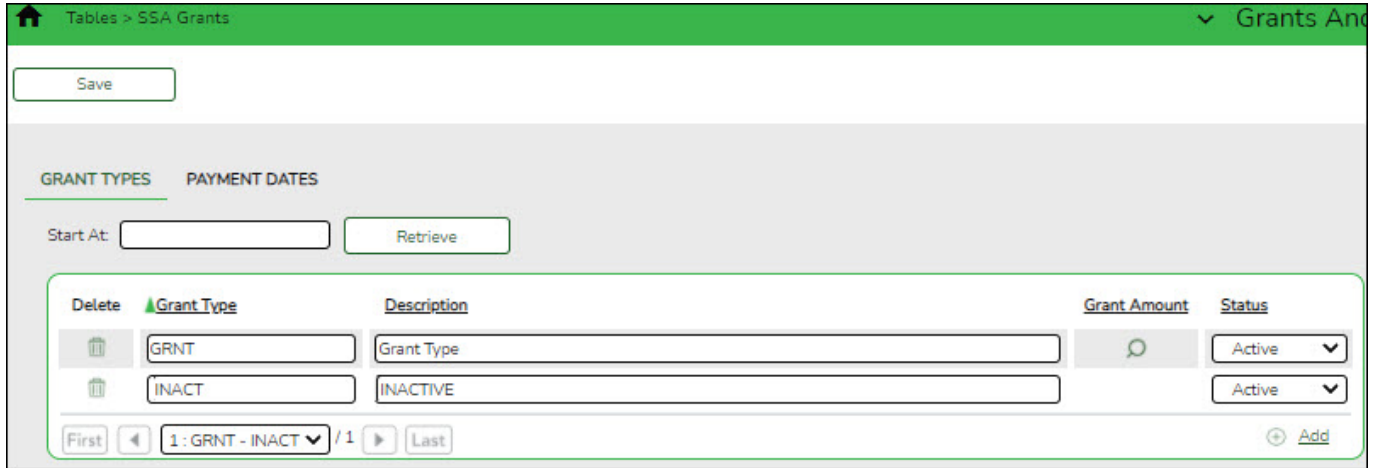 Tables > SSA Grants
Grants And
Save
GRANT TYPES PAYMENT DATES
Start At: Retrieve
Delete Grant Type Description Grant Amount Status
GRNT Grant Type Active
INACT INACTIVE Active
First 1 : GRNT - INACT / 1 Last Add